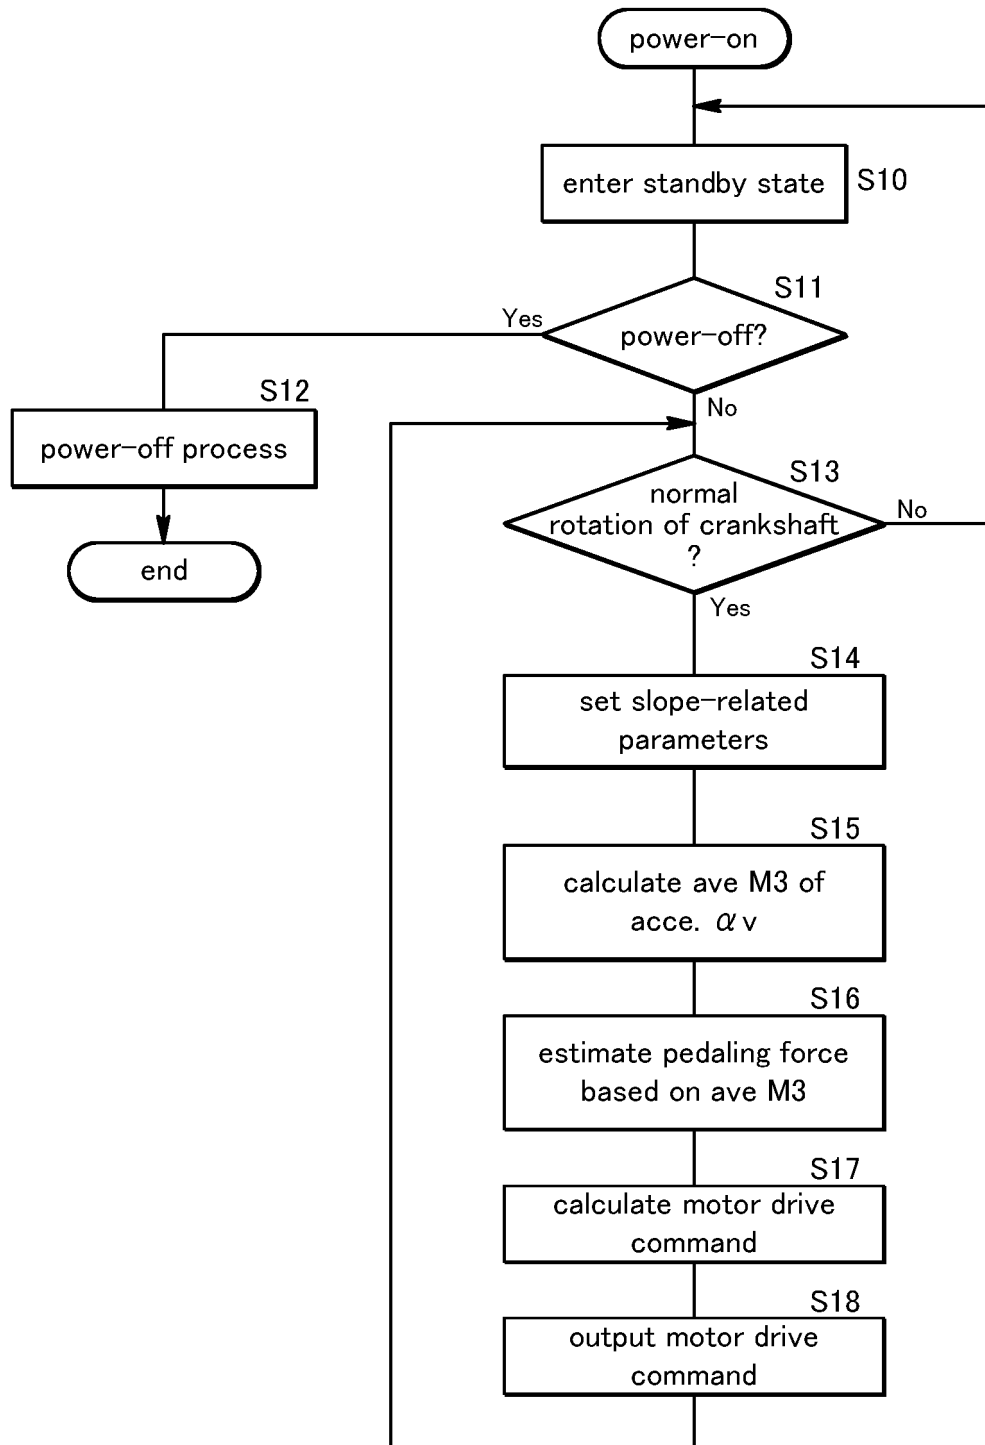 power-on
enter standby state
S10
S11
Yes
power-off?
No
S12
power-off process
end
S13
normal
rotation of crankshaft
?
No
Yes
S14
set slope-related
parameters
S15
calculate ave M3 of
acce. αv
S16
estimate pedaling force
based on ave M3
S17
calculate motor drive
command
S18
output motor drive
command